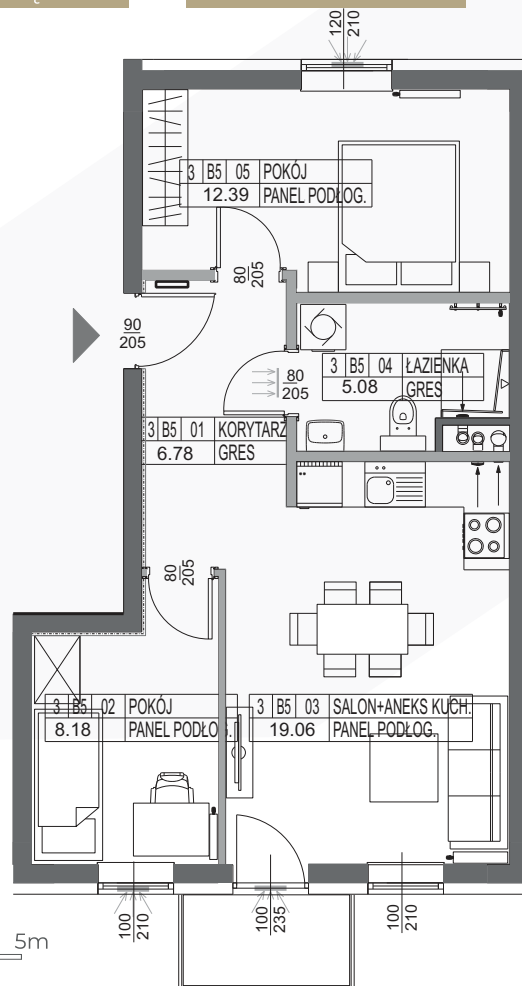 120
210
3 B5 05 POKÓJ
12.39 PANEL PODŁOG.
80
205
90
205
80
205
3 B5 04 ŁAZIENKA
5.08 GRES
3 B5 01 KORYTARZ
6.78 GRES
80
205
3 B5 02 POKÓJ
8.18 PANEL PODŁOG.
3 B5 03 SALON+ANEKS KUCH.
19.06 PANEL PODŁOG.
100
210
100
235
100
210
5m